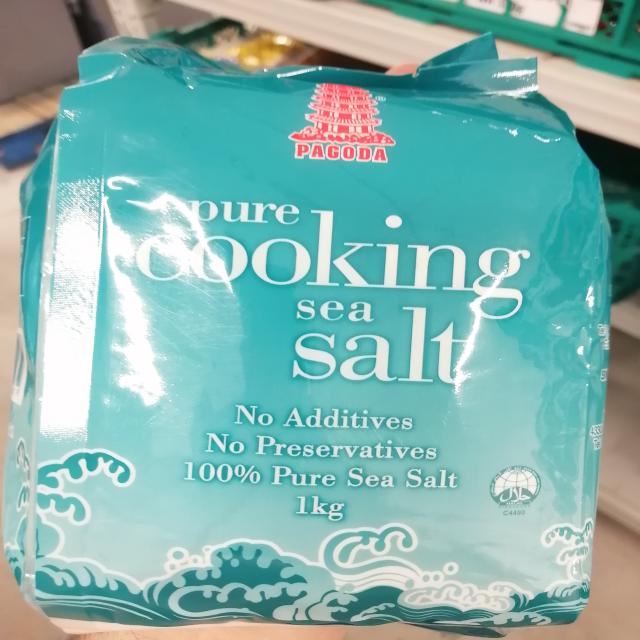 PAGODA
pure
cooking
sea
salt
No Additives
No Preservatives
100% Pure Sea Salt
1kg